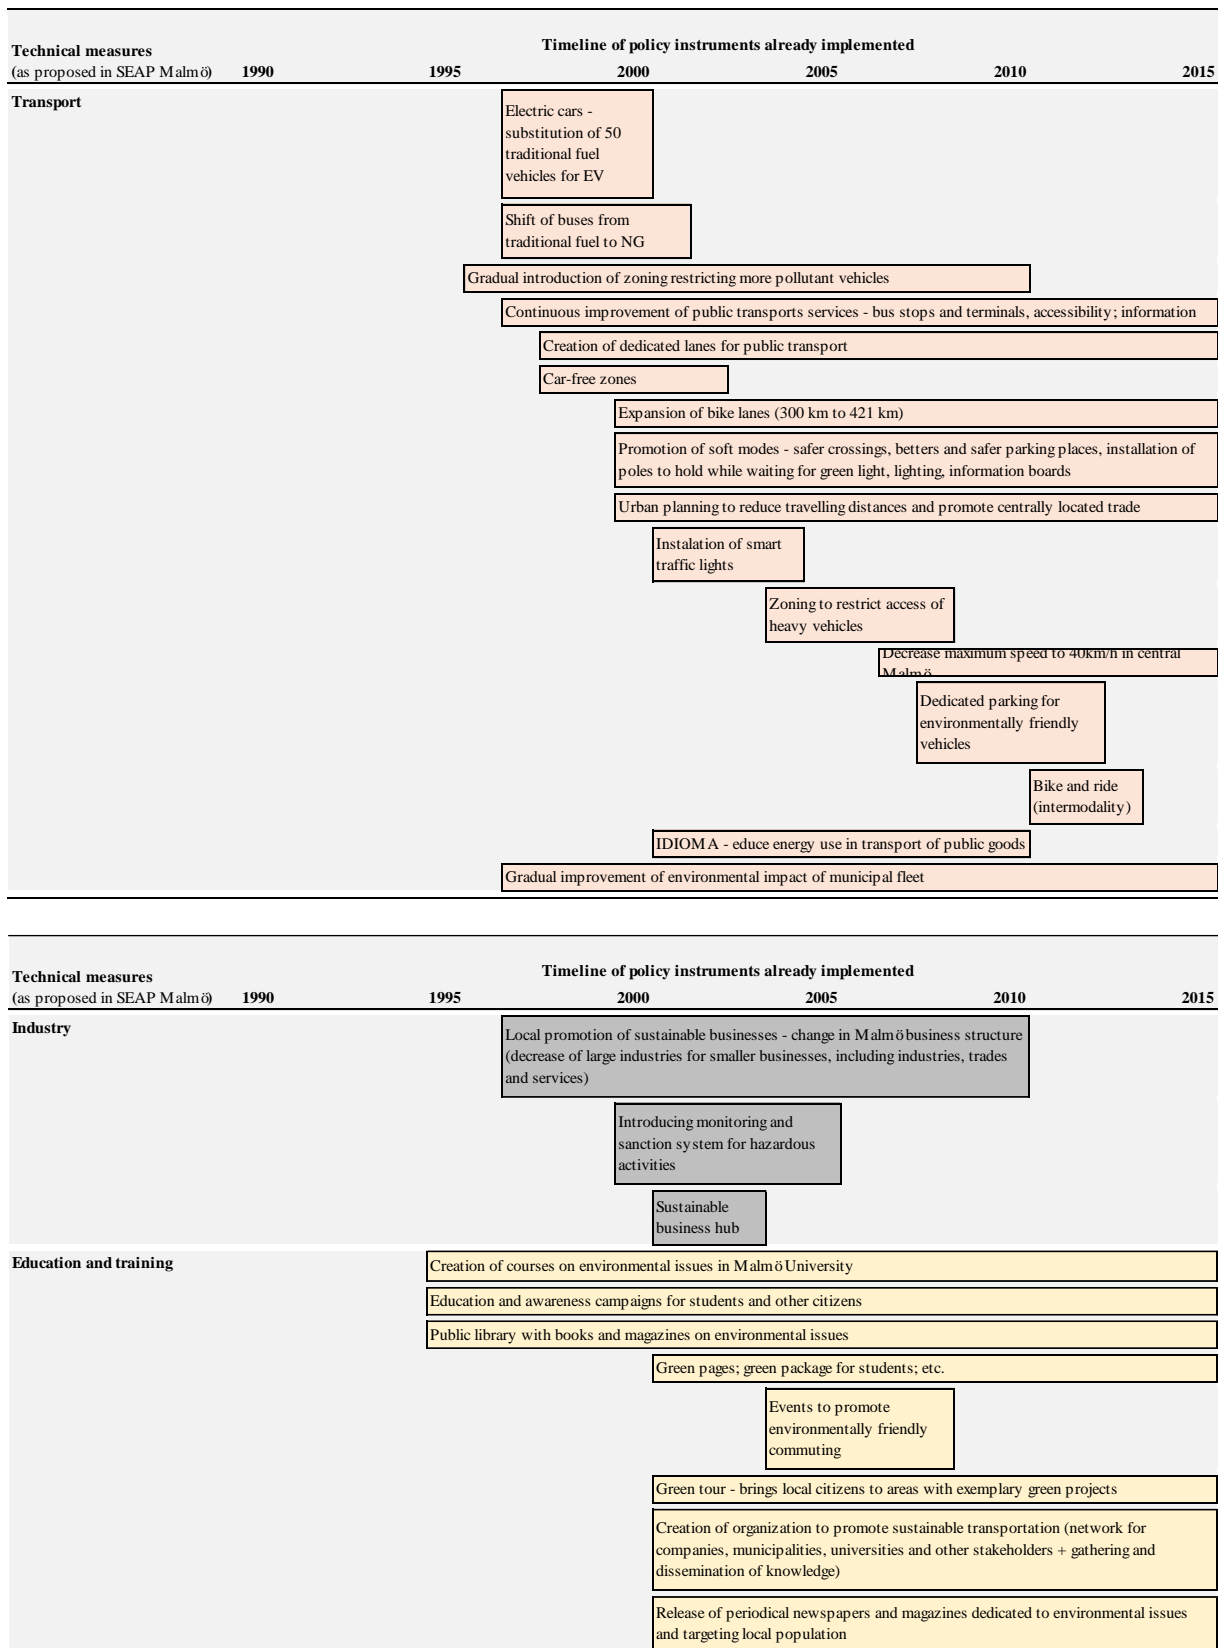 Timeline of policy instruments already implemented
Technical measures
(as proposed in SEAP Malmö) 1990 1995 2000 2005 2010 2015
Transport
Electric cars -
substitution of 50
traditional fuel
vehicles for EV
Shift of buses from
traditional fuel to NG
Gradual introduction of zoning restricting more pollutant vehicles
Continuous improvement of public transports services - bus stops and terminals, accessibility; information
Creation of dedicated lanes for public transport
Car-free zones
Expansion of bike lanes (300 km to 421 km)
Promotion of soft modes - safer crossings, betters and safer parking places, installation of
poles to hold while waiting for green light, lighting, information boards
Urban planning to reduce travelling distances and promote centrally located trade
Instalation of smart
traffic lights
Zoning to restrict access of
heavy vehicles
Decrease maximum speed to 40km/h in central
Malmö
Dedicated parking for
environmentally friendly
vehicles
Bike and ride
(intermodality)
IDIOMA - educe energy use in transport of public goods
Gradual improvement of environmental impact of municipal fleet
Timeline of policy instruments already implemented
Technical measures
(as proposed in SEAP Malmö) 1990 1995 2000 2005 2010 2015
Industry
Local promotion of sustainable businesses - change in Malmö business structure
(decrease of large industries for smaller businesses, including industries, trades
and services)
Introducing monitoring and
sanction system for hazardous
activities
Sustainable
business hub
Education and training
Creation of courses on environmental issues in Malmö University
Education and awareness campaigns for students and other citizens
Public library with books and magazines on environmental issues
Green pages; green package for students; etc.
Events to promote
environmentally friendly
commuting
Green tour - brings local citizens to areas with exemplary green projects
Creation of organization to promote sustainable transportation (network for
companies, municipalities, universities and other stakeholders + gathering and
dissemination of knowledge)
Release of periodical newspapers and magazines dedicated to environmental issues
and targeting local population